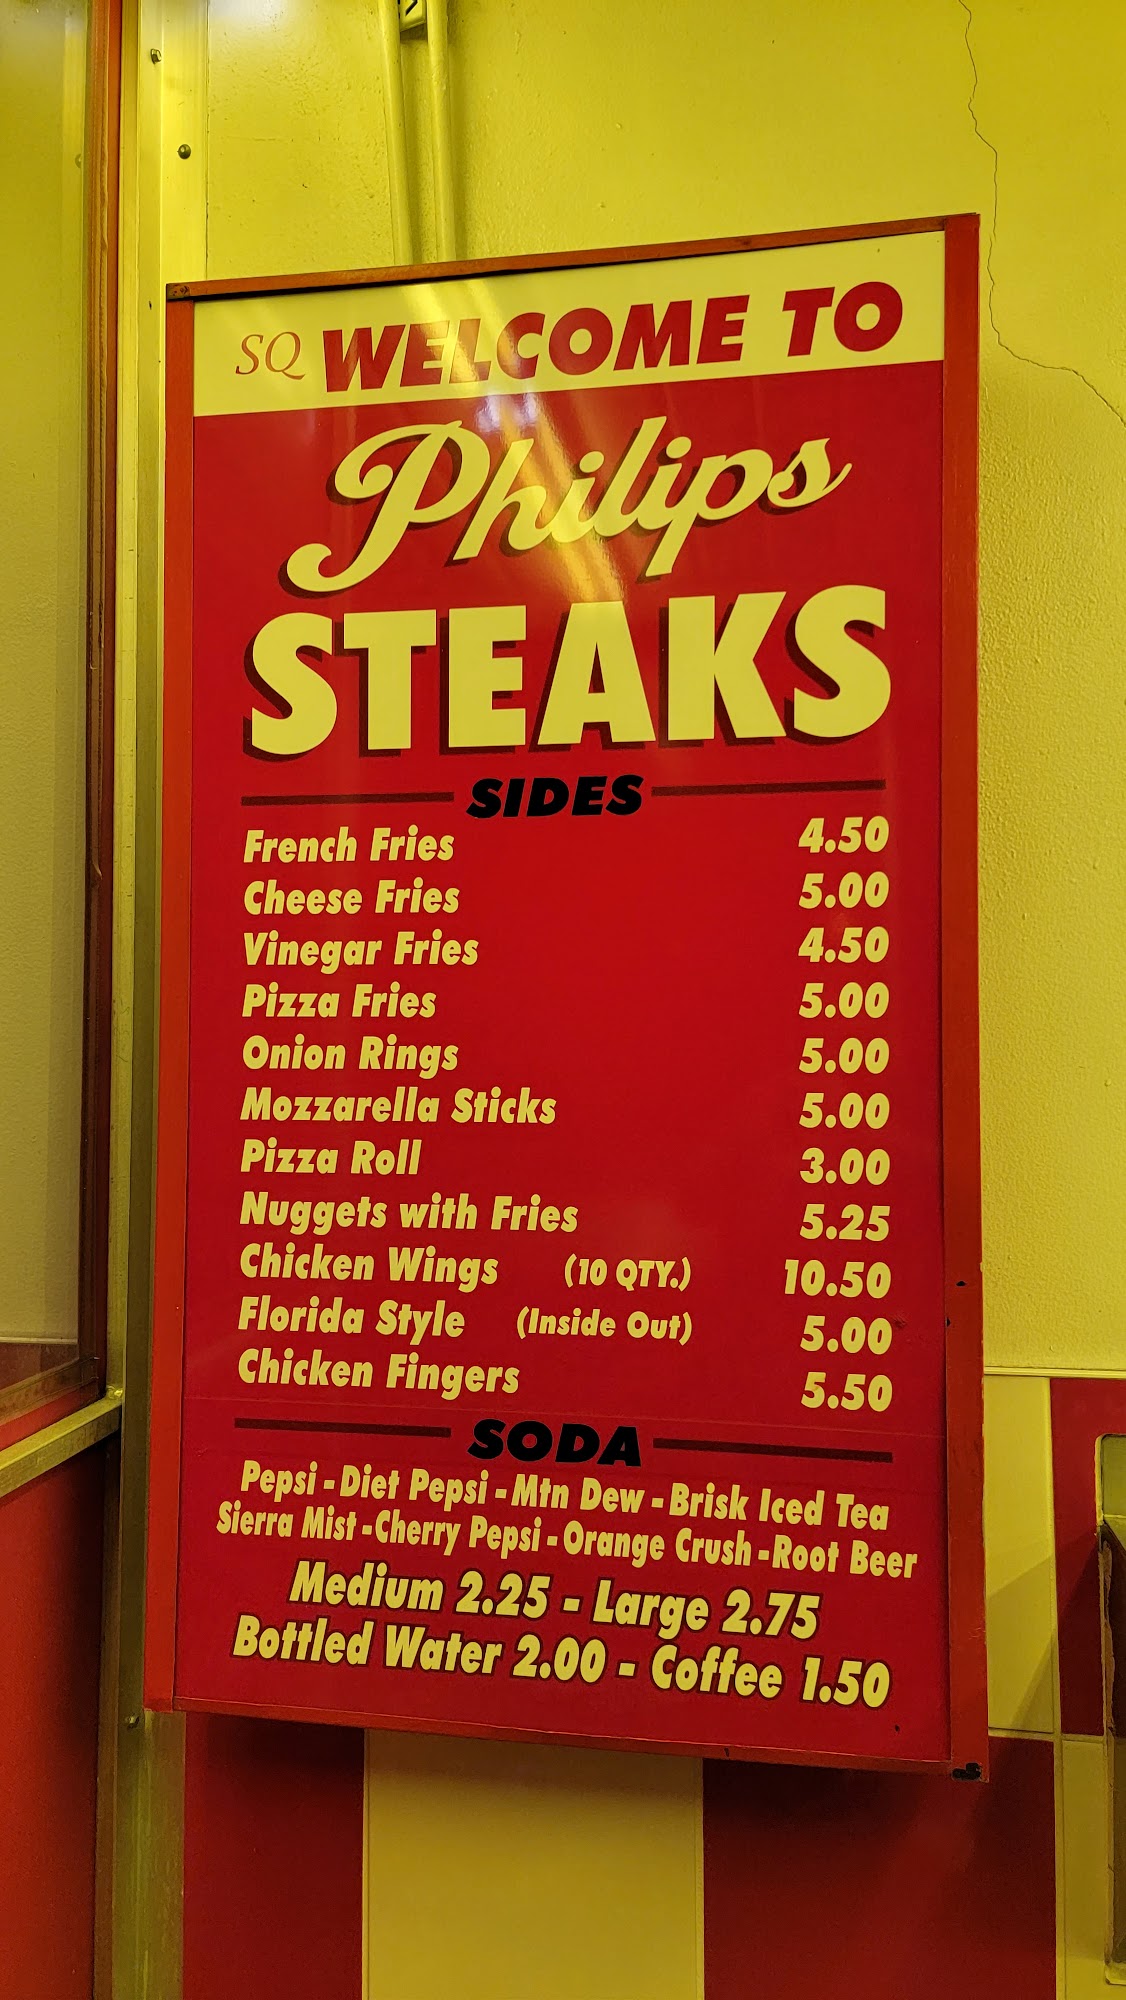 SQ WELCOME TO
Philips
STEAKS
SIDES
French Fries 4.50
Cheese Fries 5.00
Vinegar Fries 4.50
Pizza Fries 5.00
Onion Rings 5.00
Mozzarella Sticks 5.00
Pizza Roll 3.00
Nuggets with Fries 5.25
Chicken Wings (10 QTY.) 10.50
Florida Style (Inside Out) 5.00
Chicken Fingers 5.50
SODA
Pepsi - Diet Pepsi - Mtn Dew - Brisk Iced Tea
Sierra Mist - Cherry Pepsi - Orange Crush - Root Beer
Medium 2.25 - Large 2.75
Bottled Water 2.00 - Coffee 1.50